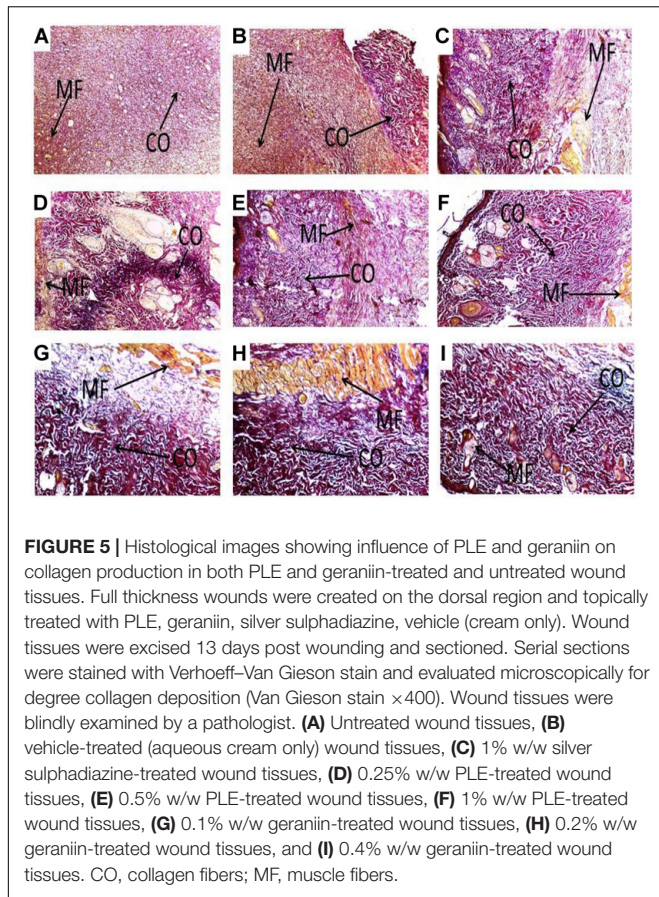 A
MF
CO
B
MF
CO
C
MF
CO
D
CO
MF
E
MF
CO
F
CO
MF
G
MF
CO
H
MF
CO
I
CO
MF
FIGURE 5 | Histological images showing influence of PLE and geraniin on
collagen production in both PLE and geraniin-treated and untreated wound
tissues. Full thickness wounds were created on the dorsal region and topically
treated with PLE, geraniin, silver sulphadiazine, vehicle (cream only). Wound
tissues were excised 13 days post wounding and sectioned. Serial sections
were stained with Verhoeff–Van Gieson stain and evaluated microscopically for
degree collagen deposition (Van Gieson stain ×400). Wound tissues were
blindly examined by a pathologist. (A) Untreated wound tissues, (B)
vehicle-treated (aqueous cream only) wound tissues, (C) 1% w/w silver
sulphadiazine-treated wound tissues, (D) 0.25% w/w PLE-treated wound
tissues, (E) 0.5% w/w PLE-treated wound tissues, (F) 1% w/w PLE-treated
wound tissues, (G) 0.1% w/w geraniin-treated wound tissues, (H) 0.2% w/w
geraniin-treated wound tissues, and (I) 0.4% w/w geraniin-treated wound
tissues. CO, collagen fibers; MF, muscle fibers.